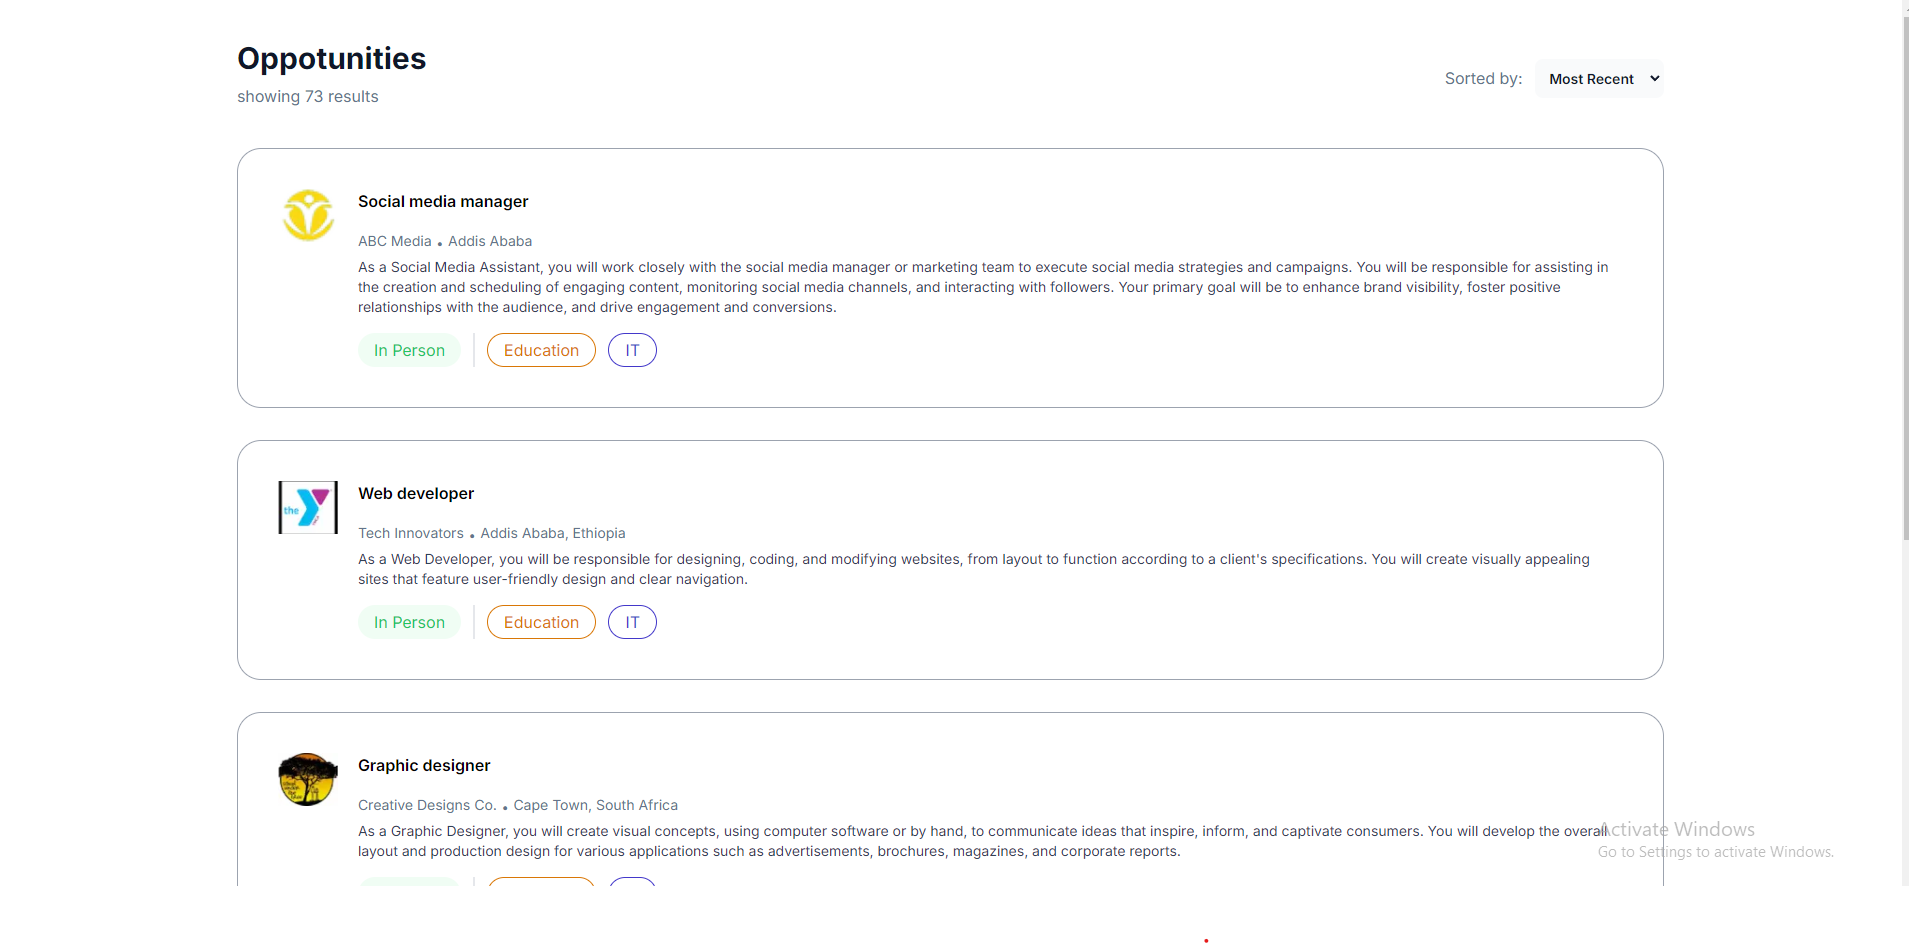 Oppotunities
showing 73 results
Sorted by: Most Recent
Social media manager
ABC Media • Addis Ababa
As a Social Media Assistant, you will work closely with the social media manager or marketing team to execute social media strategies and campaigns. You will be responsible for assisting in
the creation and scheduling of engaging content, monitoring social media channels, and interacting with followers. Your primary goal will be to enhance brand visibility, foster positive
relationships with the audience, and drive engagement and conversions.
In Person Education IT
the Y
Web developer
Tech Innovators • Addis Ababa, Ethiopia
As a Web Developer, you will be responsible for designing, coding, and modifying websites, from layout to function according to a client's specifications. You will create visually appealing
sites that feature user-friendly design and clear navigation.
In Person Education IT
Graphic designer
Creative Designs Co. • Cape Town, South Africa
As a Graphic Designer, you will create visual concepts, using computer software or by hand, to communicate ideas that inspire, inform, and captivate consumers. You will develop the overall
layout and production design for various applications such as advertisements, brochures, magazines, and corporate reports.
Activate Windows
Go to Settings to activate Windows.